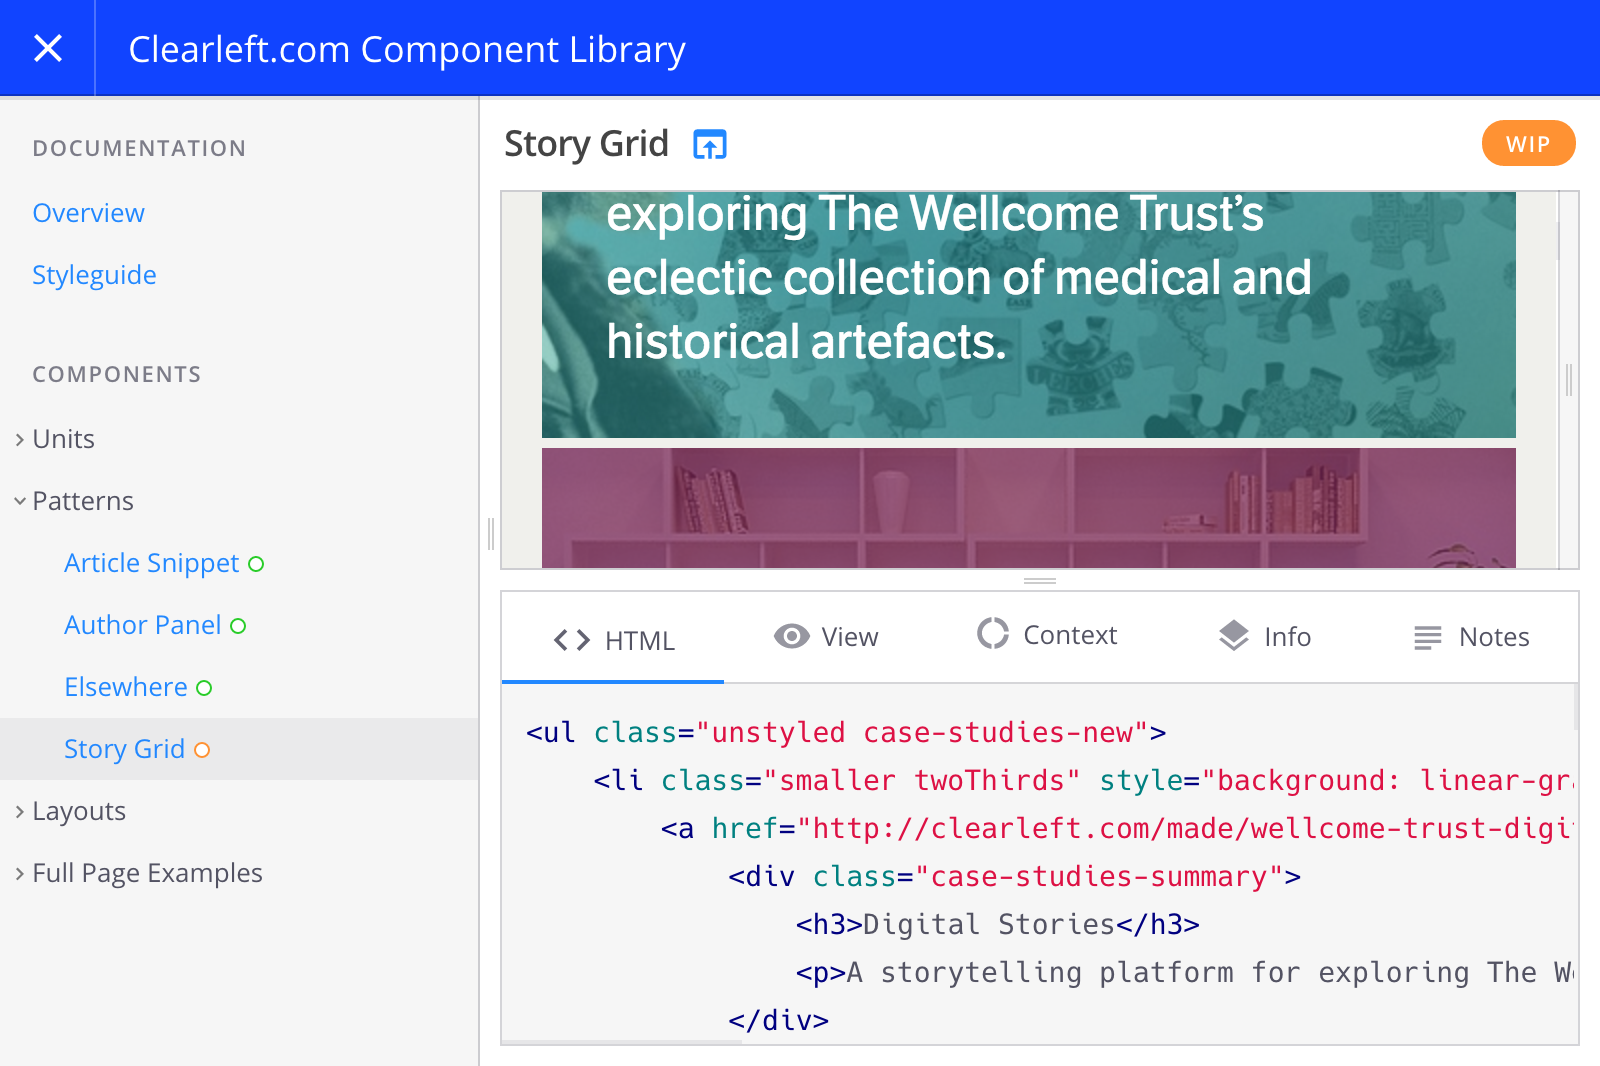 Clearleft.com Component Library
DOCUMENTATION
Overview
Styleguide
COMPONENTS
Units
Patterns
Article Snippet
Author Panel
Elsewhere
Story Grid
Layouts
Full Page Examples
Story Grid
WIP
exploring The Wellcome Trust’s
eclectic collection of medical and
historical artefacts.
HTML
View
Context
Info
Notes
<ul class="unstyled case-studies-new">
<li class="smaller twoThirds" style="background: linear-gr
<a href="http://clearleft.com/made/wellcome-trust-digi
<div class="case-studies-summary">
<h3>Digital Stories</h3>
<p>A storytelling platform for exploring The W
</div>